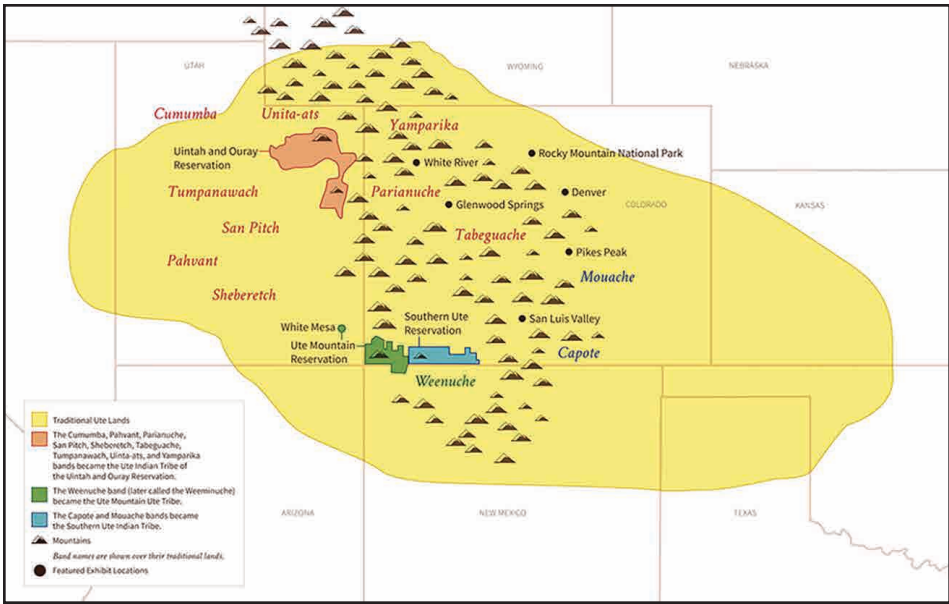 UTAH
WYOMING
NEBRASKA
Cumumba
Unita-ats
Yamparika
Uintah and Ouray
Reservation
White River
Rocky Mountain National Park
Tumpanawach
Parianuche
Denver
Glenwood Springs
COLORADO
KANSAS
San Pitch
Tabeguache
Pahvant
Pikes Peak
Mouache
Sheberetch
White Mesa
Southern Ute
Reservation
San Luis Valley
Ute Mountain
Reservation
Capote
Weenuche
Traditional Ute Lands
The Cumumba, Pahvant, Parianuche,
San Pitch, Sheberetch, Tabeguache,
Tumpanawach, Uinta-ats, and Yamparika
bands became the Ute Indian Tribe of
the Uintah and Ouray Reservation.
The Weenuche band (later called the Weeminuche)
became the Ute Mountain Ute Tribe.
The Capote and Mouache bands became
the Southern Ute Indian Tribe.
Mountains
Band names are shown over their traditional lands.
Featured Exhibit Locations
ARIZONA
NEW MEXICO
TEXAS